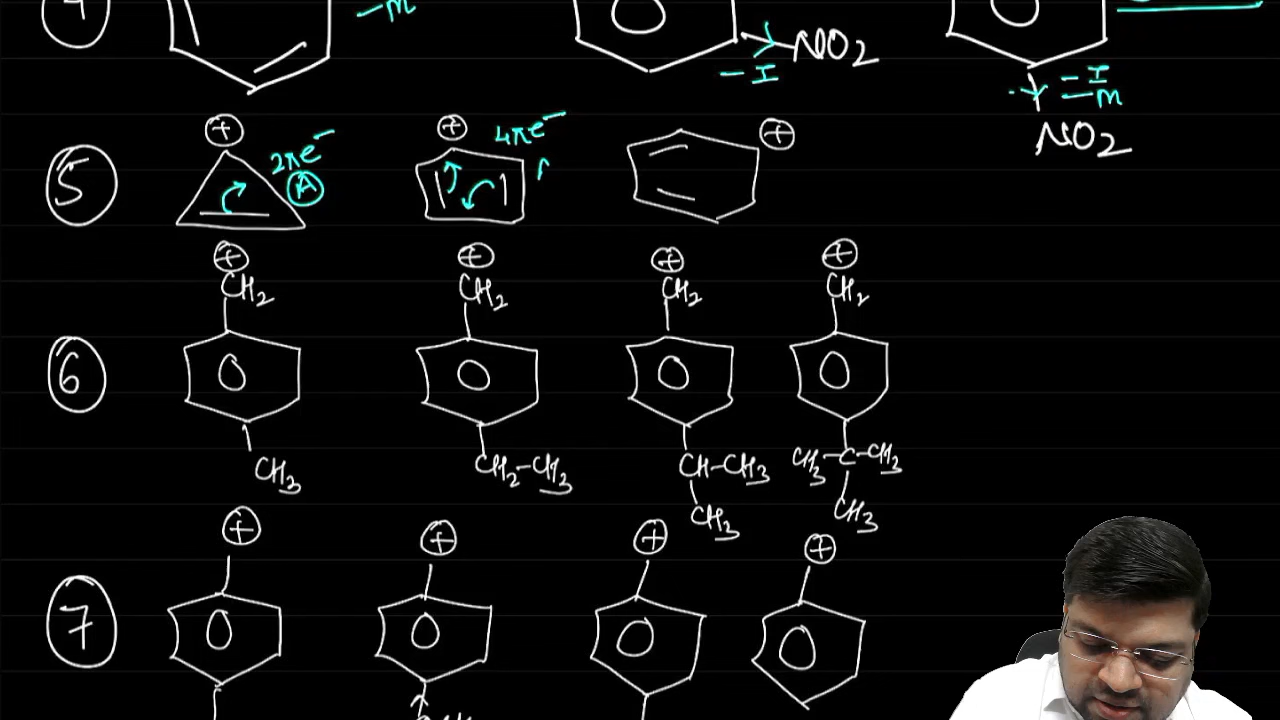 -M
NO2
-I
-I
-M
NO2
5
⊕
2πe⁻
A
⊕
4πe⁻
⊕
6
⊕ ⊕ ⊕ ⊕
CH2 CH2 CH2 CH2
CH3 CH2-CH3 CH-CH3 CH3-C-CH3
CH3 CH3
7
⊕ ⊕ ⊕ ⊕